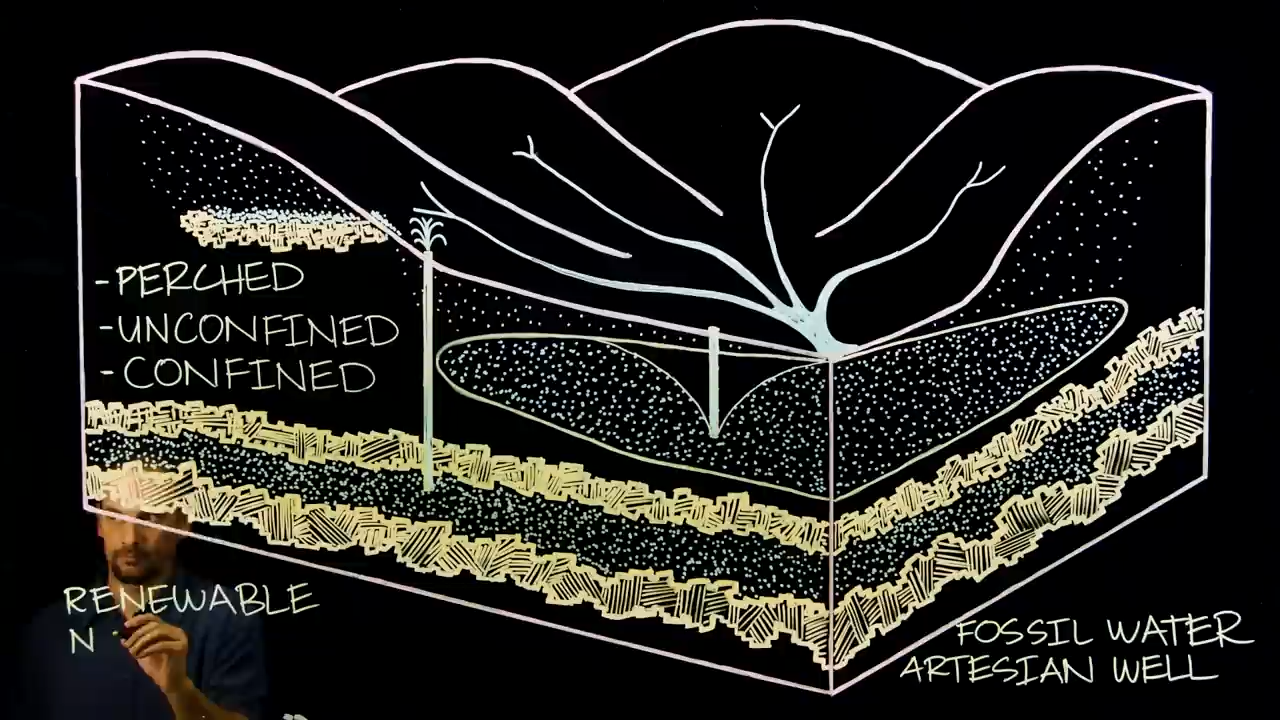 - PERCHED
- UNCONFINED
- CONFINED
RENEWABLE
N
FOSSIL WATER
ARTESIAN WELL